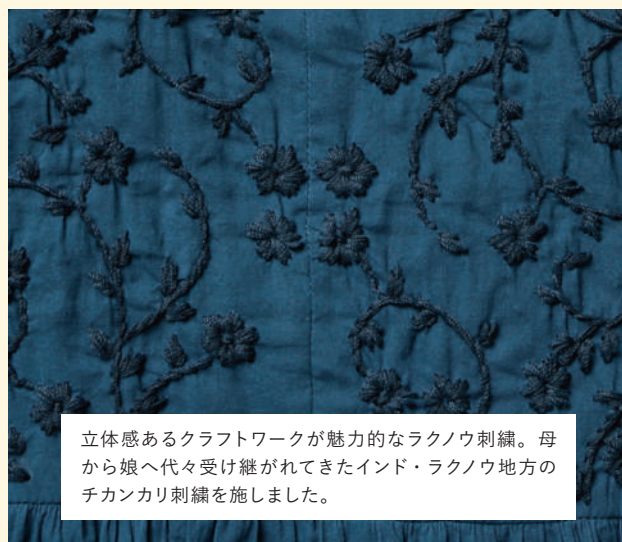 立体感あるクラフトワークが魅力的なラクノウ刺繍。母
から娘へ代々受け継がれてきたインド・ラクノウ地方の
チカンカリ刺繍を施しました。